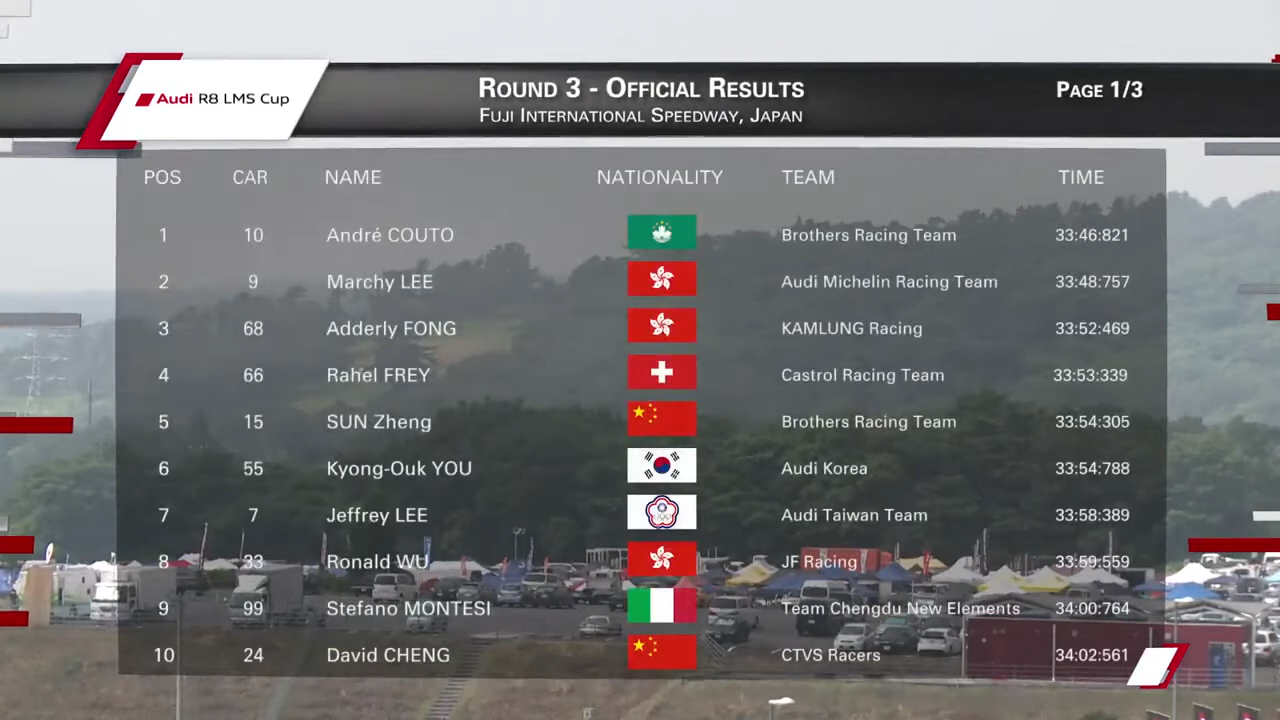 Audi R8 LMS Cup
ROUND 3 - OFFICIAL RESULTS
FUJI INTERNATIONAL SPEEDWAY, JAPAN
PAGE 1/3
POS CAR NAME NATIONALITY TEAM TIME
1 10 André COUTO Brothers Racing Team 33:46:821
2 9 Marchy LEE Audi Michelin Racing Team 33:48:757
3 68 Adderly FONG KAMLUNG Racing 33:52:469
4 66 Rahel FREY Castrol Racing Team 33:53:339
5 15 SUN Zheng Brothers Racing Team 33:54:305
6 55 Kyong-Ouk YOU Audi Korea 33:54:788
7 7 Jeffrey LEE Audi Taiwan Team 33:58:389
8 33 Ronald WU JF Racing 33:59:559
9 99 Stefano MONTESI Team Chengdu New Elements 34:00:764
10 24 David CHENG CTVS Racers 34:02:561